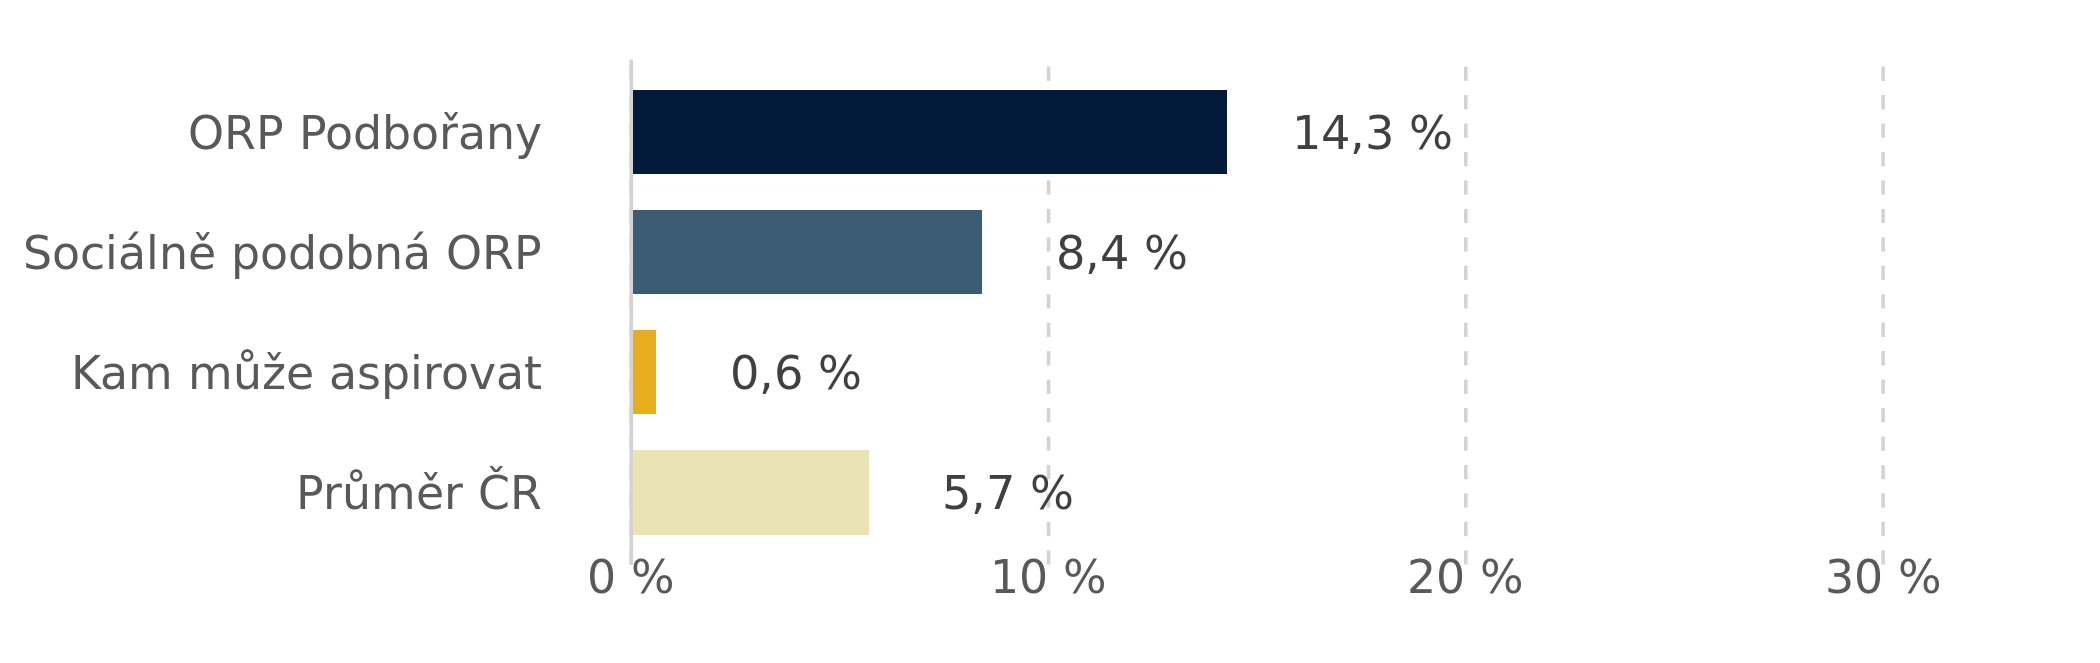 ORP Podbořany 14,3 %
Sociálně podobná ORP 8,4 %
Kam může aspirovat 0,6 %
Průměr ČR 5,7 %
0 % 10 % 20 % 30 %